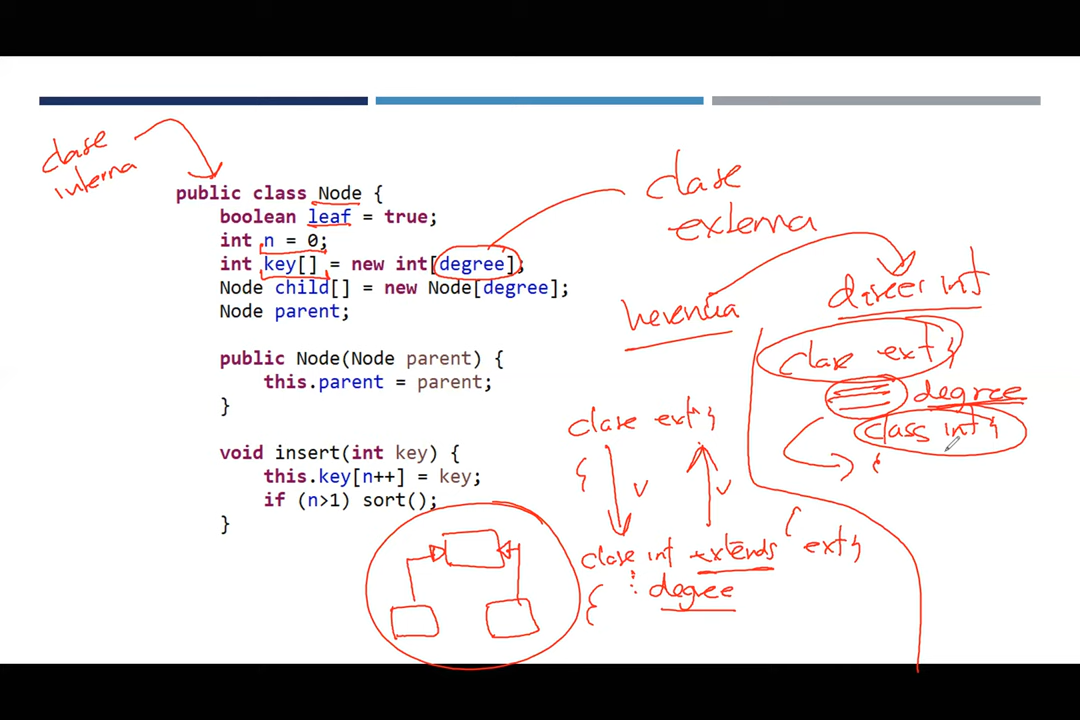 clase
interna
public class Node {
boolean leaf = true;
int n = 0;
int key[] = new int[degree];
Node child[] = new Node[degree];
Node parent;
public Node(Node parent) {
this.parent = parent;
}
void insert(int key) {
this.key[n++] = key;
if (n>1) sort();
}
clase
externa
herencia
clase ext {
degree
class int {
{
clase ext {
{
clase int extends ext {
degree
{